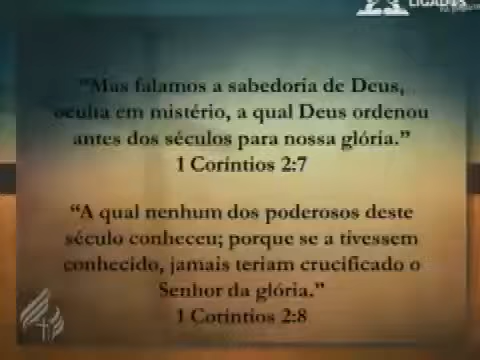 LIGADOS
“Mas falamos a sabedoria de Deus,
oculta em mistério, a qual Deus ordenou
antes dos séculos para nossa glória.”
1 Coríntios 2:7
“A qual nenhum dos poderosos deste
século conheceu; porque se a tivessem
conhecido, jamais teriam crucificado o
Senhor da glória.”
1 Coríntios 2:8